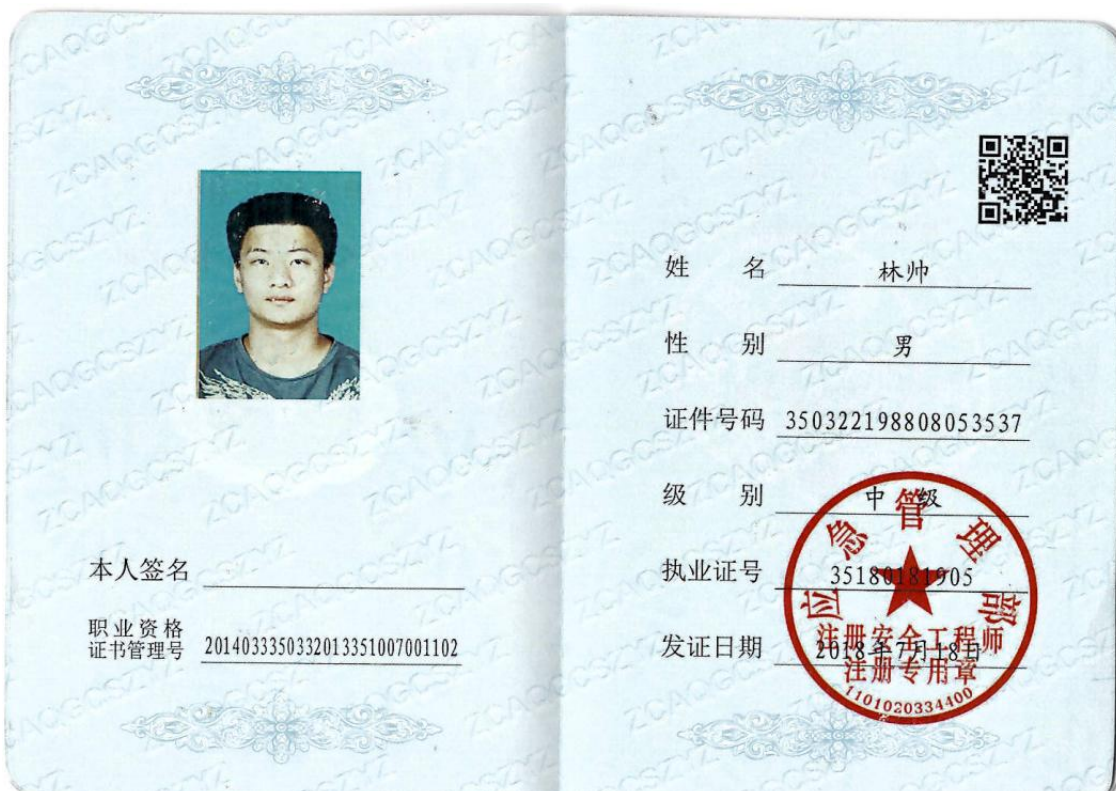 本人签名
职业资格
证书管理号 2014033350332013351007001102
姓名 林帅
性别 男
证件号码 350322198808053537
级别 中级
执业证号 35180181905
发证日期 2018年7月18日
应急管理部
注册安全工程师
注册专用章
1101020334400
ZCAQGCSZYZ